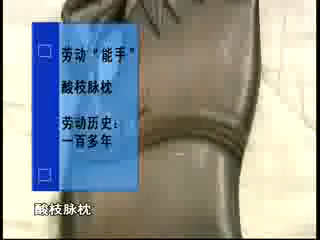 劳动“能手”
酸枝脉枕
劳动历史：
一百多年
酸枝脉枕